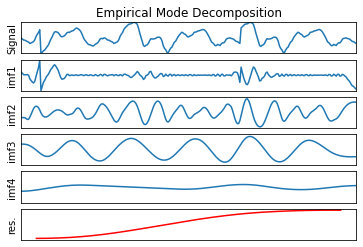 Empirical Mode Decomposition
Signal
imf1
imf2
imf3
imf4
res.